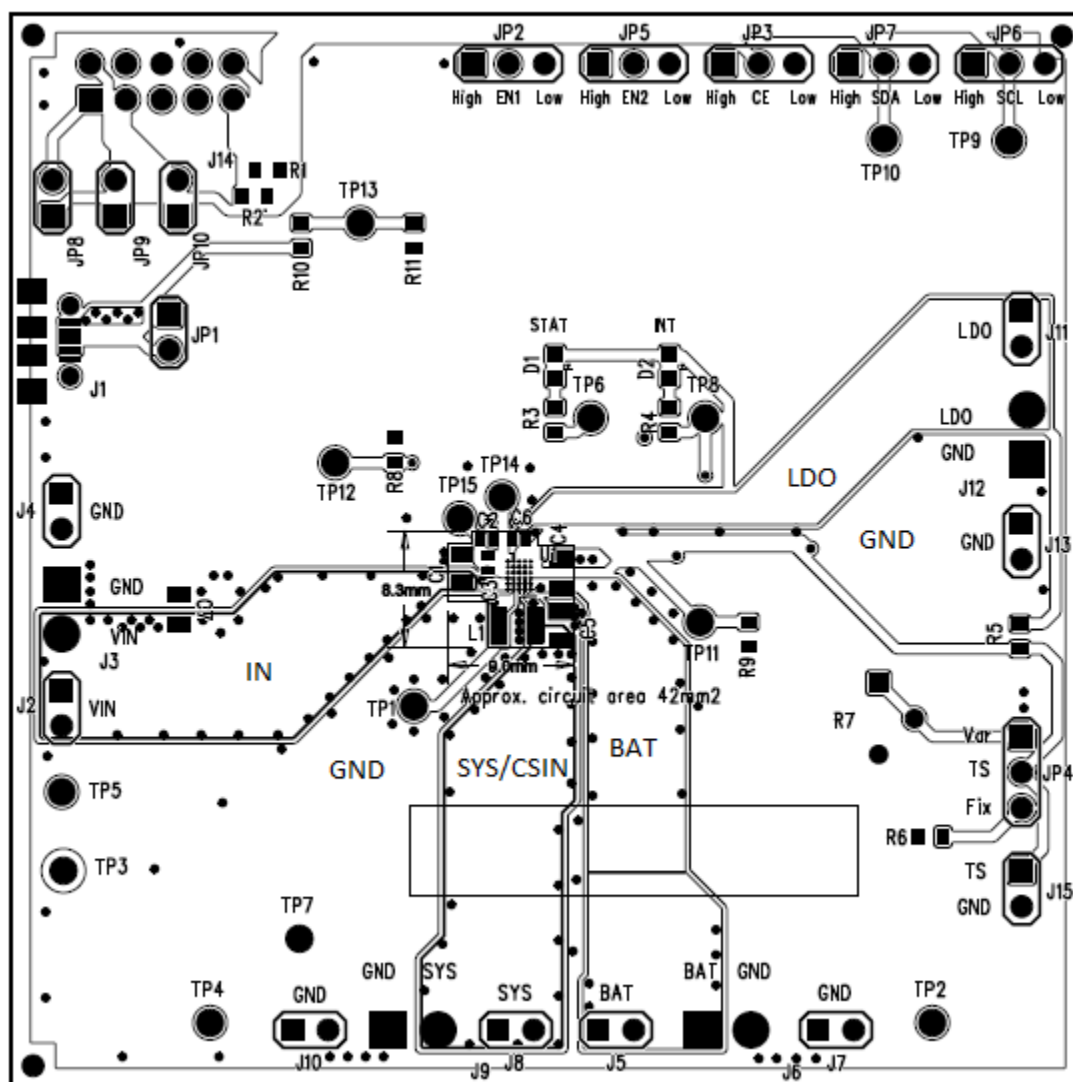 JP2
JP5
JP3
JP7
JP6
High EN1 Low
High EN2 Low
High CE Low
High SDA Low
High SCL Low
TP10
TP9
J14
R1
R2
TP13
JP8
JP9
JP10
R10
R11
JP1
J1
STAT
INT
D1
D2
TP6
TP8
R3
R4
LDO
J11
LDO
GND
J12
LDO
GND
GND
J13
TP12
R8
TP14
TP15
C2
C6
C4
C1
C3
8.3mm
L1
C5
9.0mm
Approx. circuit area 42mm2
J4
GND
GND
VIN
J3
IN
J2
VIN
TP1
TP11
R9
R5
R7
GND
SYS/CSIN
BAT
Var
TS
JP4
Fix
R6
TS
J15
GND
TP5
TP3
TP7
TP4
GND
J10
GND
SYS
J9
SYS
J8
BAT
J5
BAT
GND
J6
GND
J7
TP2